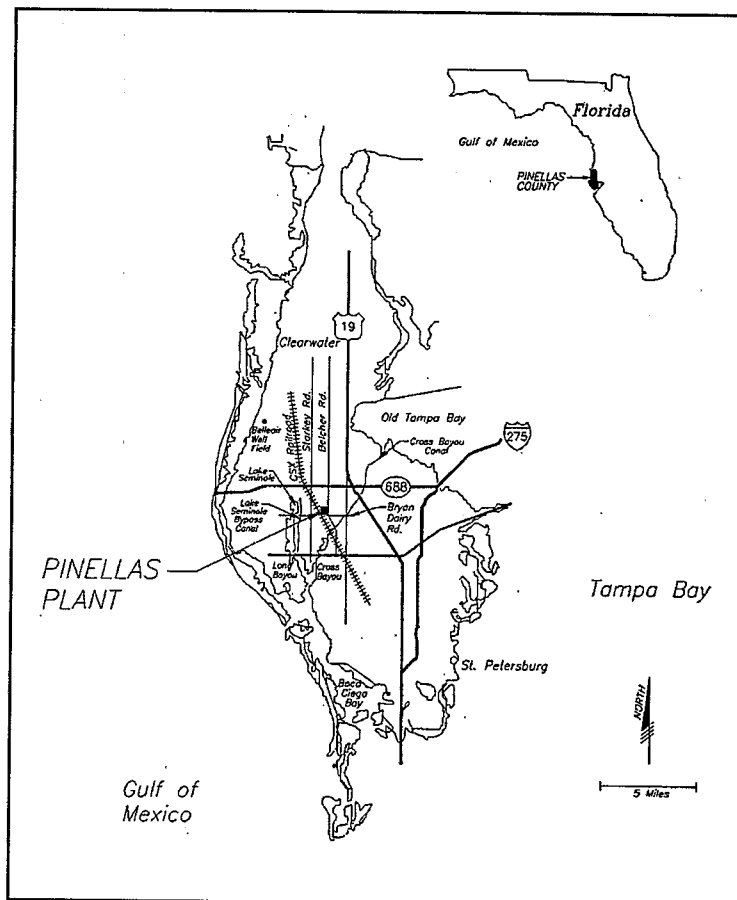 Florida
Gulf of Mexico
PINELLAS
COUNTY
19
Clearwater
CSX Railroad
Starkey Rd.
Belcher Rd.
Old Tampa Bay
Belleair
Well
Field
Cross Bayou
Canal
275
Lake
Seminole
688
Lake
Seminole
Bypass
Canal
Bryan
Dairy
Rd.
PINELLAS
PLANT
Long
Bayou
Cross
Bayou
Tampa Bay
St. Petersburg
Boca
Ciega
Bay
NORTH
Gulf of
Mexico
5 Miles